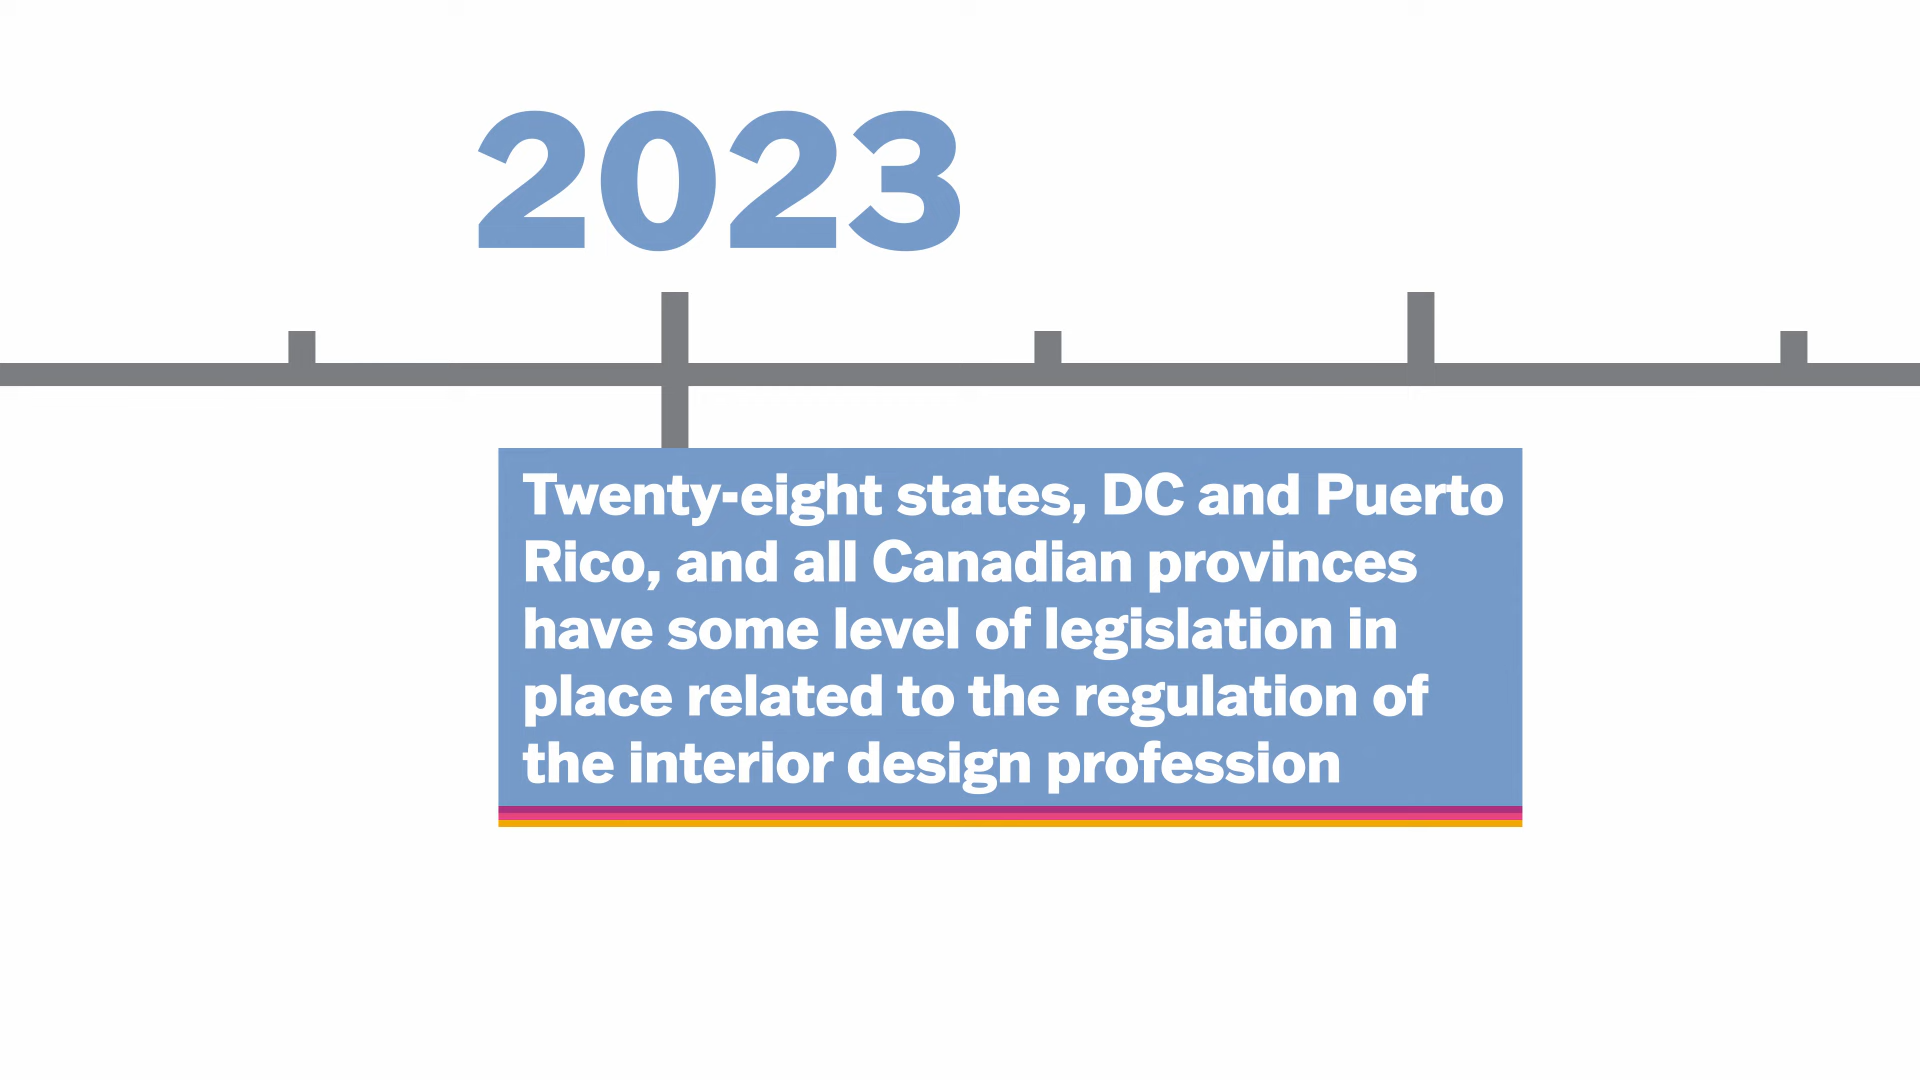 2023
Twenty-eight states, DC and Puerto
Rico, and all Canadian provinces
have some level of legislation in
place related to the regulation of
the interior design profession